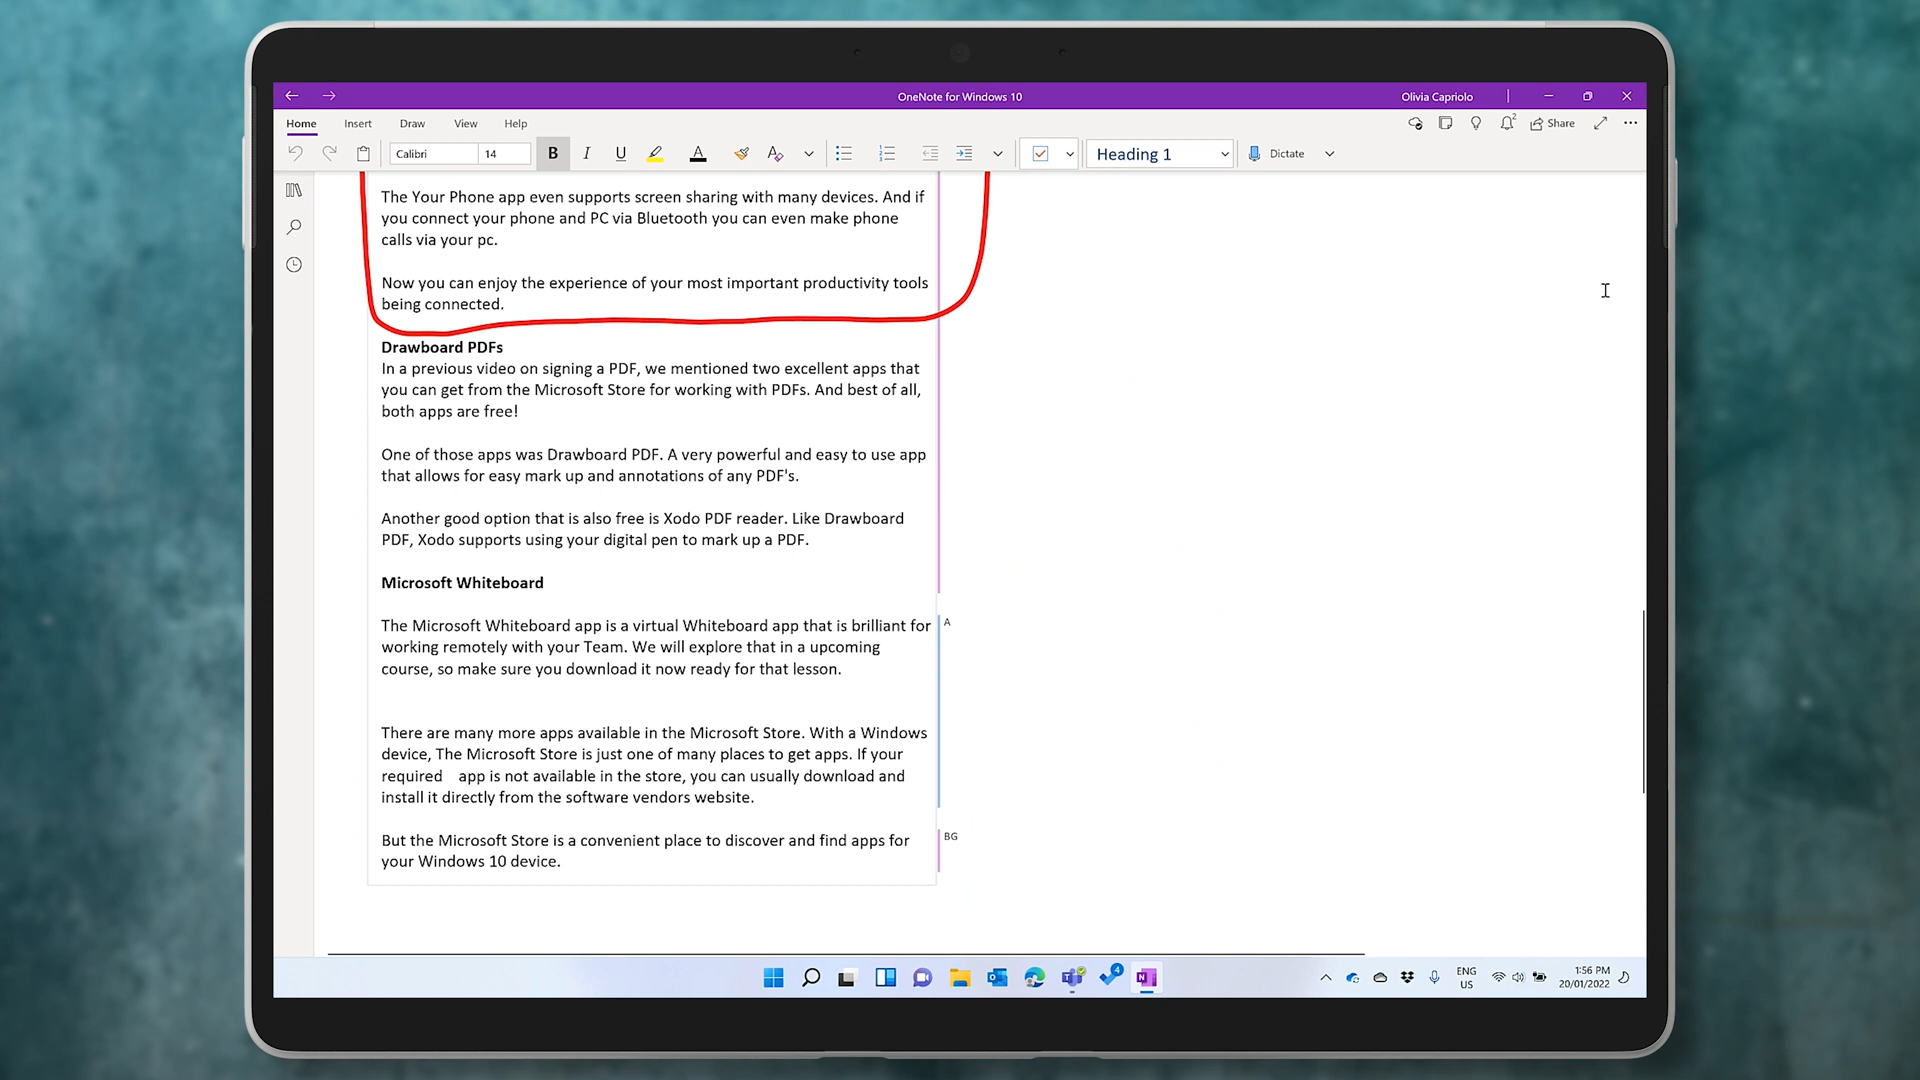 OneNote for Windows 10
Olivia Capriolo
Home Insert Draw View Help
2
Share
Calibri 14 B I U A A Heading 1 Dictate
The Your Phone app even supports screen sharing with many devices. And if
you connect your phone and PC via Bluetooth you can even make phone
calls via your pc.
Now you can enjoy the experience of your most important productivity tools
being connected.
Drawboard PDFs
In a previous video on signing a PDF, we mentioned two excellent apps that
you can get from the Microsoft Store for working with PDFs. And best of all,
both apps are free!
One of those apps was Drawboard PDF. A very powerful and easy to use app
that allows for easy mark up and annotations of any PDF's.
Another good option that is also free is Xodo PDF reader. Like Drawboard
PDF, Xodo supports using your digital pen to mark up a PDF.
Microsoft Whiteboard
The Microsoft Whiteboard app is a virtual Whiteboard app that is brilliant for
A
working remotely with your Team. We will explore that in a upcoming
course, so make sure you download it now ready for that lesson.
There are many more apps available in the Microsoft Store. With a Windows
device, The Microsoft Store is just one of many places to get apps. If your
required app is not available in the store, you can usually download and
install it directly from the software vendors website.
But the Microsoft Store is a convenient place to discover and find apps for
BG
your Windows 10 device.
4
ENG
US
1:56 PM
20/01/2022